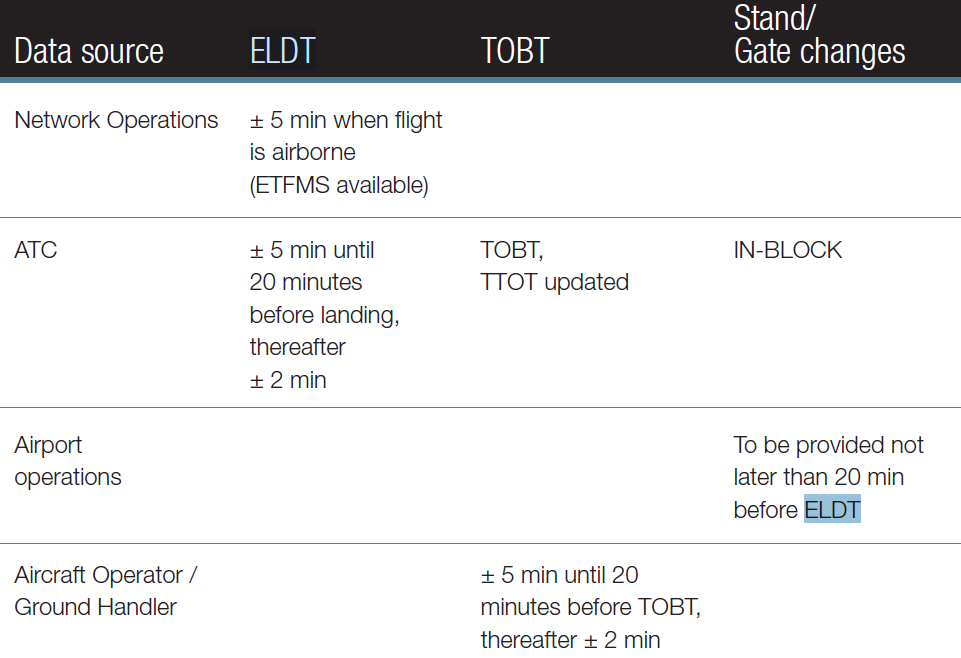 Data source ELDT TOBT Stand/
Gate changes
Network Operations ± 5 min when flight
is airborne
(ETFMS available)
ATC ± 5 min until TOBT, IN-BLOCK
20 minutes TTOT updated
before landing,
thereafter
± 2 min
Airport To be provided not
operations later than 20 min
before ELDT
Aircraft Operator / ± 5 min until 20
Ground Handler minutes before TOBT,
thereafter ± 2 min